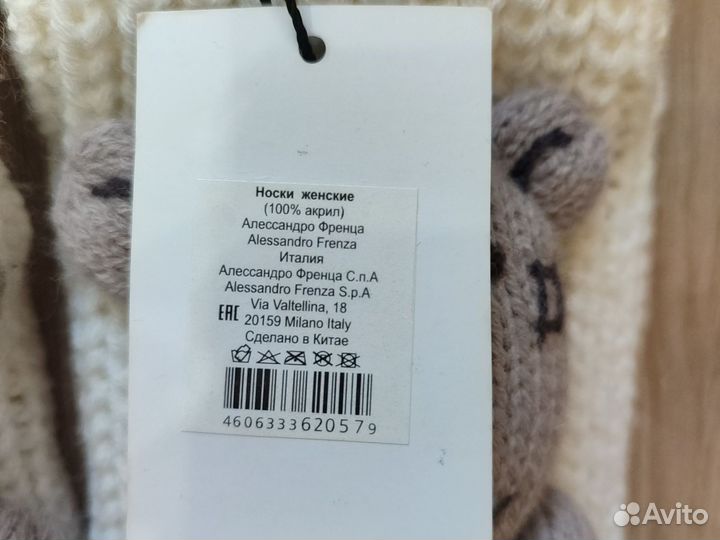 Носки женские
(100% акрил)
Алессандро Френца
Alessandro Frenza
Италия
Алессандро Френца С.п.А
Alessandro Frenza S.p.A
Via Valtellina, 18
EAC 20159 Milano Italy
Сделано в Китае
4606333620579
Avito